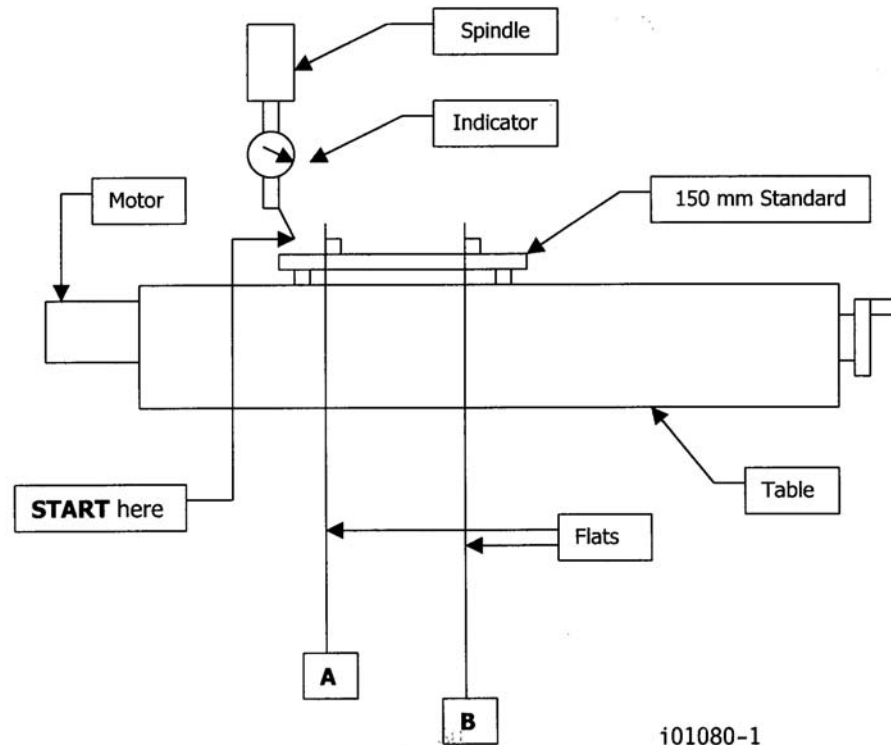 Spindle
Indicator
Motor
150 mm Standard
START here
Table
Flats
A
B
i01080-1